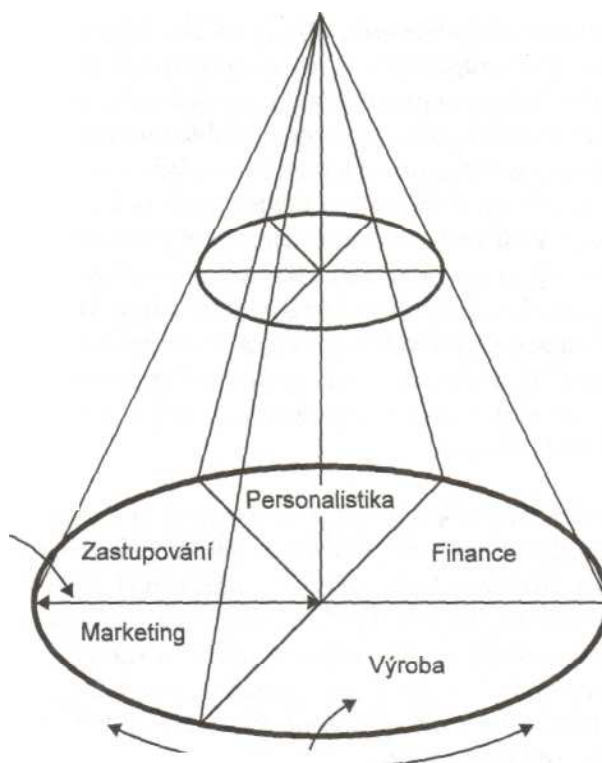 Personalistika
Zastupování
Finance
Marketing
Výroba